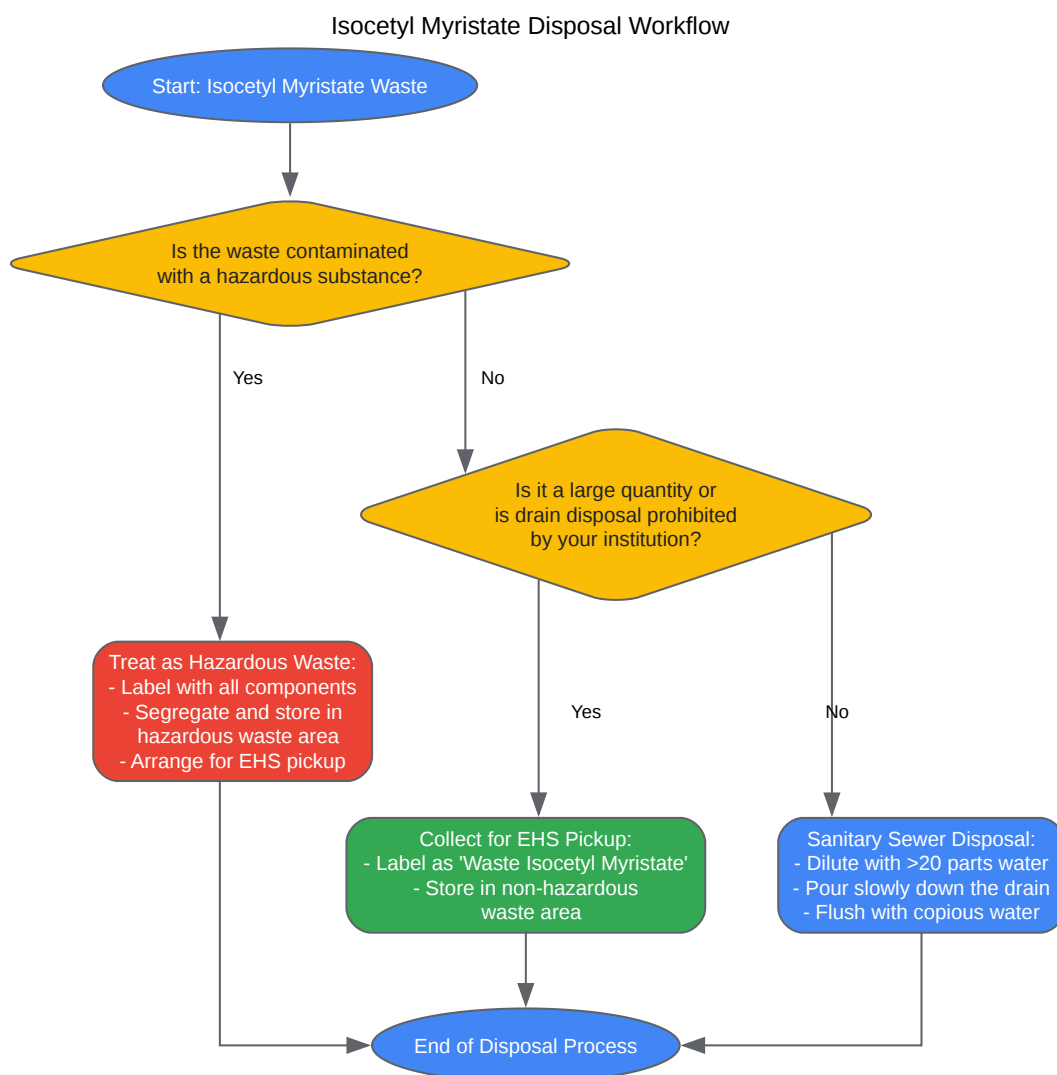 Isocetyl Myristate Disposal Workflow
Start: Isocetyl Myristate Waste
Is the waste contaminated
with a hazardous substance?
Yes
No
Is it a large quantity or
is drain disposal prohibited
by your institution?
Treat as Hazardous Waste:
- Label with all components
- Segregate and store in
hazardous waste area
- Arrange for EHS pickup
Yes
No
Collect for EHS Pickup:
- Label as 'Waste Isocetyl Myristate'
- Store in non-hazardous
waste area
Sanitary Sewer Disposal:
- Dilute with >20 parts water
- Pour slowly down the drain
- Flush with copious water
End of Disposal Process